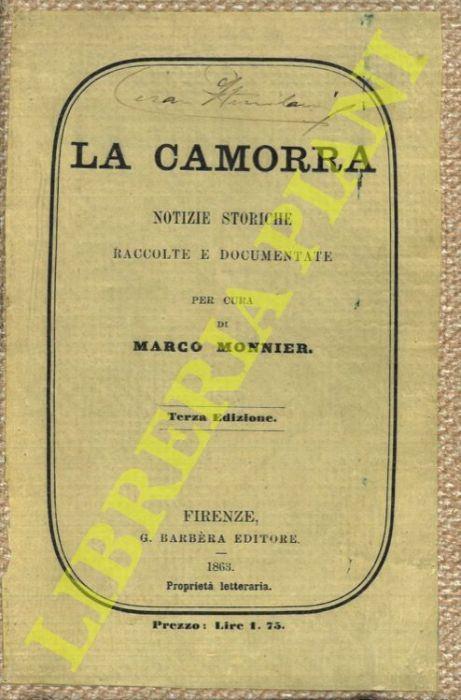 LA CAMORRA
NOTIZIE STORICHE
RACCOLTE E DOCUMENTATE
PER CURA
DI
MARCO MONNIER.
Terza Edizione.
FIRENZE,
G. BARBÈRA EDITORE.
1863.
Proprietà letteraria.
Prezzo: Lire 1. 75.
LIBRERIA PIANI